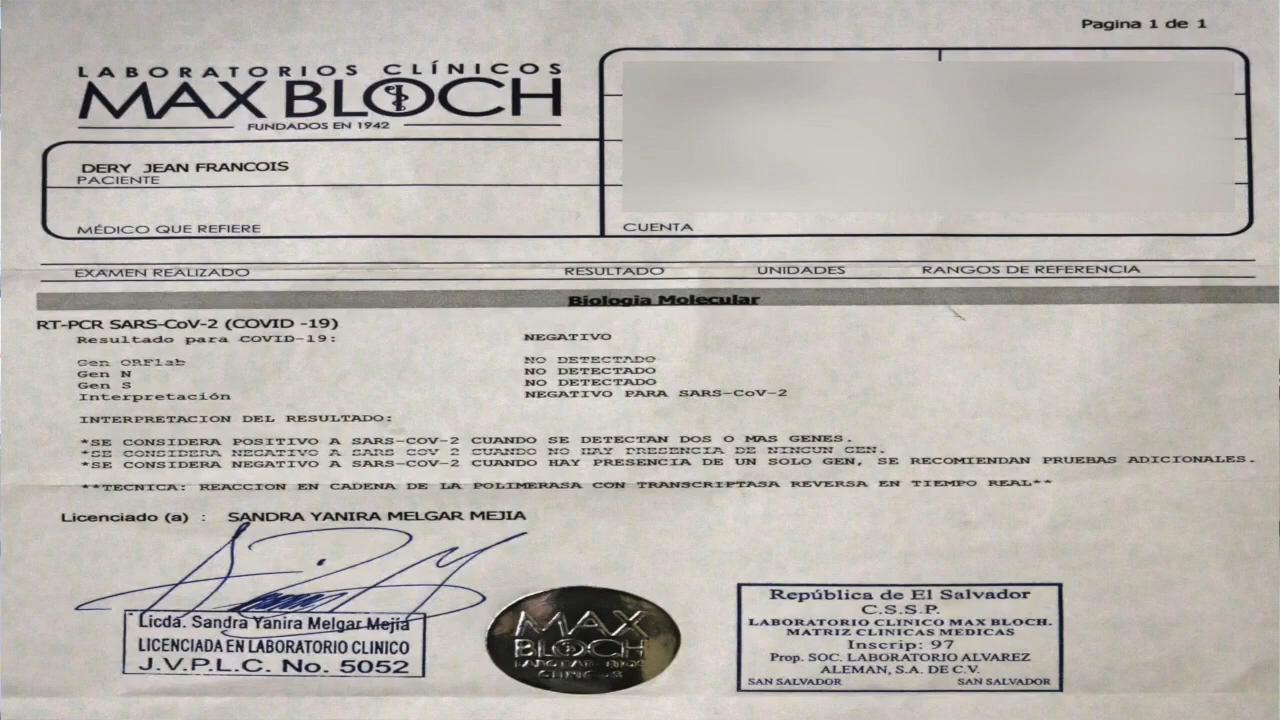 Pagina 1 de 1
LABORATORIOS CLÍNICOS
MAX BLOCH
FUNDADOS EN 1942
DERY JEAN FRANCOIS
PACIENTE
MÉDICO QUE REFIERE
CUENTA
EXAMEN REALIZADO RESULTADO UNIDADES RANGOS DE REFERENCIA
Biologia Molecular
RT-PCR SARS-CoV-2 (COVID -19)
Resultado para COVID-19: NEGATIVO
Gen ORF1ab NO DETECTADO
Gen N NO DETECTADO
Gen S NO DETECTADO
Interpretación NEGATIVO PARA SARS-CoV-2
INTERPRETACION DEL RESULTADO:
*SE CONSIDERA POSITIVO A SARS-COV-2 CUANDO SE DETECTAN DOS O MAS GENES.
*SE CONSIDERA NEGATIVO A SARS COV 2 CUANDO NO HAY PRESENCIA DE NINGUN GEN.
*SE CONSIDERA NEGATIVO A SARS-COV-2 CUANDO HAY PRESENCIA DE UN SOLO GEN, SE RECOMIENDAN PRUEBAS ADICIONALES.
**TECNICA: REACCION EN CADENA DE LA POLIMERASA CON TRANSCRIPTASA REVERSA EN TIEMPO REAL**
Licenciado (a) : SANDRA YANIRA MELGAR MEJIA
Licda. Sandra Yanira Melgar Mejía
LICENCIADA EN LABORATORIO CLINICO
J.V.P.L.C. No. 5052
MAX
BLOCH
República de El Salvador
C.S.S.P.
LABORATORIO CLINICO MAX BLOCH.
MATRIZ CLINICAS MEDICAS
Inscrip: 97
Prop. SOC. LABORATORIO ALVAREZ
ALEMAN, S.A. DE C.V.
SAN SALVADOR SAN SALVADOR